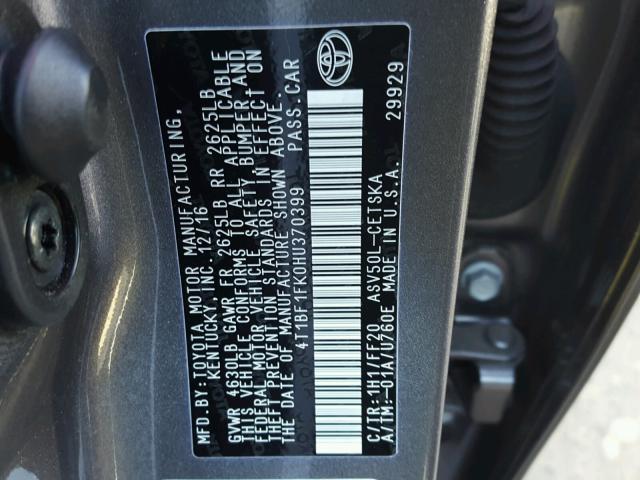 MFD.BY:TOYOTA MOTOR MANUFACTURING,
KENTUCKY, INC. 12/16
GVWR 4630LB GAWR FR 2625LB RR 2625LB
THIS VEHICLE CONFORMS TO ALL APPLICABLE
FEDERAL MOTOR VEHICLE SAFETY, BUMPER, AND
THEFT PREVENTION STANDARDS IN EFFECT ON
THE DATE OF MANUFACTURE SHOWN ABOVE.
4T1BF1FK0HU370399 PASS.CAR
C/TR:1H1/FF20 ASV50L-CETSKA
A/TM:-01A/U760E MADE IN U.S.A. 29929